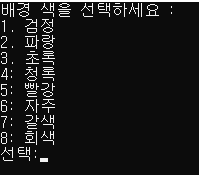 배경 색을 선택하세요 :
1. 검정
2. 파랑
3. 초록
4: 청록
5: 빨강
6: 자주
7: 갈색
8: 회색
선택: